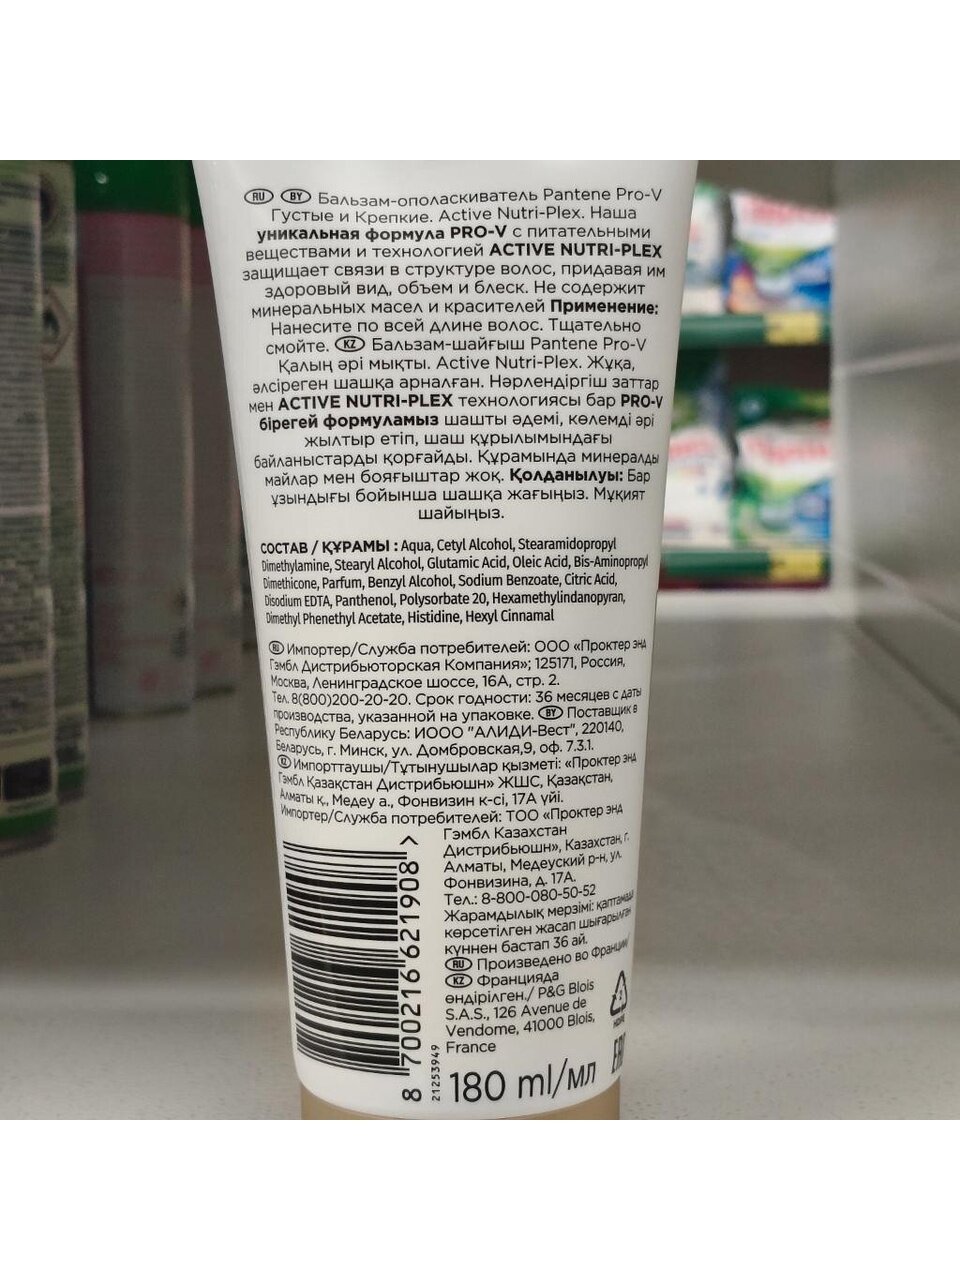 RU BY Бальзам-ополаскиватель Pantene Pro-V
Густые и Крепкие. Active Nutri-Plex. Наша
уникальная формула PRO-V с питательными
веществами и технологией ACTIVE NUTRI-PLEX
защищает связи в структуре волос, придавая им
здоровый вид, объем и блеск. Не содержит
минеральных масел и красителей Применение:
Нанесите по всей длине волос. Тщательно
смойте. KZ Бальзам-шайғыш Pantene Pro-V
Қалың әрі мықты. Active Nutri-Plex. Жұқа,
әлсіреген шашқа арналған. Нәрлендіргіш заттар
мен ACTIVE NUTRI-PLEX технологиясы бар PRO-V
бірегей формуламыз шашты әдемі, көлемді әрі
жылтыр етіп, шаш құрылымындағы
байланыстарды қорғайды. Құрамында минералды
майлар мен бояғыштар жоқ. Қолданылуы: Бар
ұзындығы бойынша шашқа жағыңыз. Мұқият
шайыңыз.
СОСТАВ / ҚҰРАМЫ : Aqua, Cetyl Alcohol, Stearamidopropyl
Dimethylamine, Stearyl Alcohol, Glutamic Acid, Oleic Acid, Bis-Aminopropyl
Dimethicone, Parfum, Benzyl Alcohol, Sodium Benzoate, Citric Acid,
Disodium EDTA, Panthenol, Polysorbate 20, Hexamethylindanopyran,
Dimethyl Phenethyl Acetate, Histidine, Hexyl Cinnamal
RU Импортер/Служба потребителей: ООО «Проктер энд
Гэмбл Дистрибьюторская Компания»; 125171, Россия,
Москва, Ленинградское шоссе, 16А, стр. 2.
Тел. 8(800)200-20-20. Срок годности: 36 месяцев с даты
производства, указанной на упаковке. BY Поставщик в
Республику Беларусь: ИООО "АЛИДИ-Вест", 220140,
Беларусь, г. Минск, ул. Домбровская,9, оф. 7.3.1.
KZ Импорттаушы/Тұтынушылар қызметі: «Проктер энд
Гэмбл Қазақстан Дистрибьюшн» ЖШС, Қазақстан,
Алматы қ., Медеу а., Фонвизин к-сі, 17А үйі.
Импортер/Служба потребителей: ТОО «Проктер энд
Гэмбл Казахстан
Дистрибьюшн», Казахстан, г.
Алматы, Медеуский р-н, ул.
Фонвизина, д. 17А.
Тел.: 8-800-080-50-52
Жарамдылық мерзімі: қаптамада
көрсетілген жасап шығарылған
күннен бастап 36 ай.
RU Произведено во Франции/
KZ Францияда
өндірілген./ P&G Blois
S.A.S., 126 Avenue de
Vendome, 41000 Blois,
France
8 700216 621908 >
21253949
180 ml/мл
2
HDPE
EAC